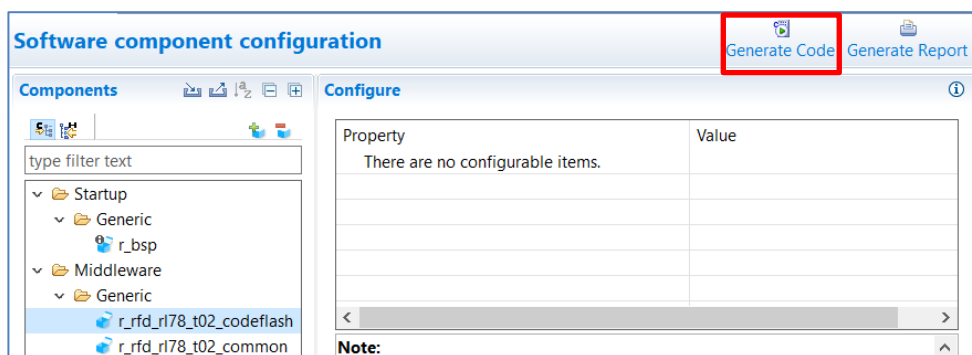 Software component configuration
Generate Code Generate Report
Components
Configure
type filter text
Startup
Generic
r_bsp
Middleware
Generic
r_rfd_rl78_t02_codeflash
r_rfd_rl78_t02_common
Property Value
There are no configurable items.
Note: